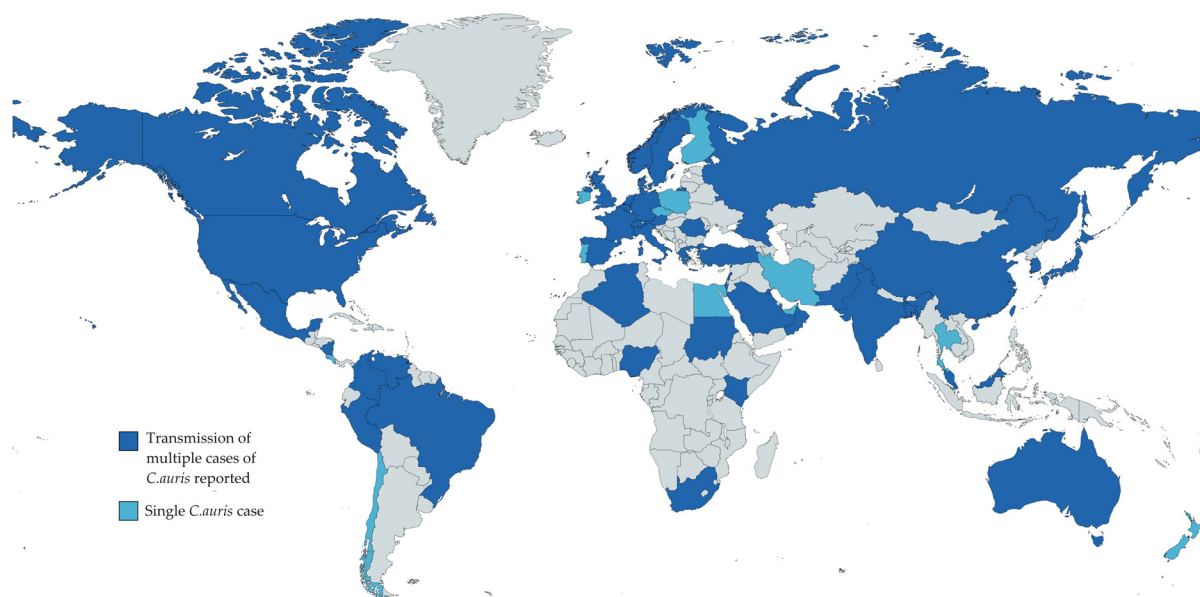 Transmission of
multiple cases of
C.auris reported
Single C.auris case